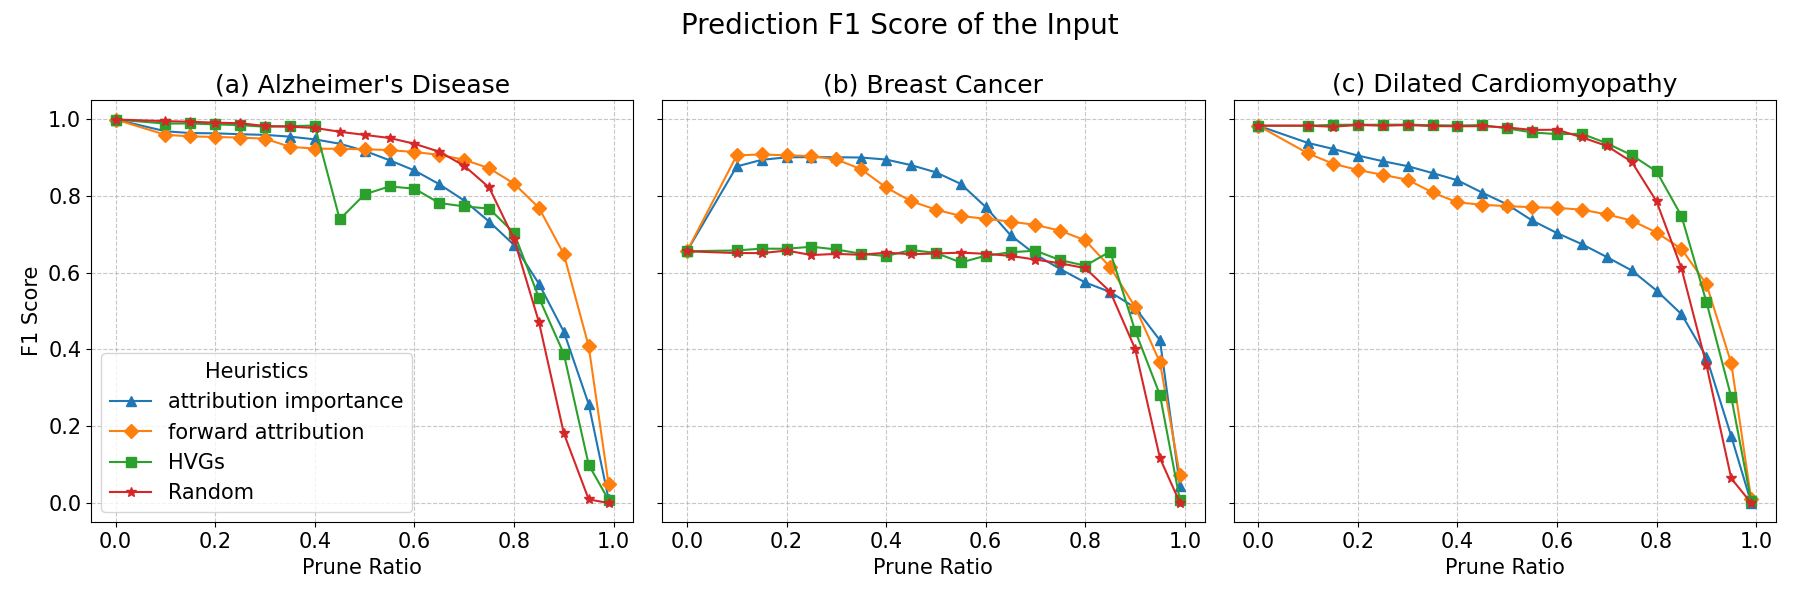 Prediction F1 Score of the Input
(a) Alzheimer's Disease
(b) Breast Cancer
(c) Dilated Cardiomyopathy
F1 Score
1.0
0.8
0.6
0.4
0.2
0.0
Heuristics
attribution importance
forward attribution
HVGs
Random
0.0 0.2 0.4 0.6 0.8 1.0
0.0 0.2 0.4 0.6 0.8 1.0
0.0 0.2 0.4 0.6 0.8 1.0
Prune Ratio
Prune Ratio
Prune Ratio